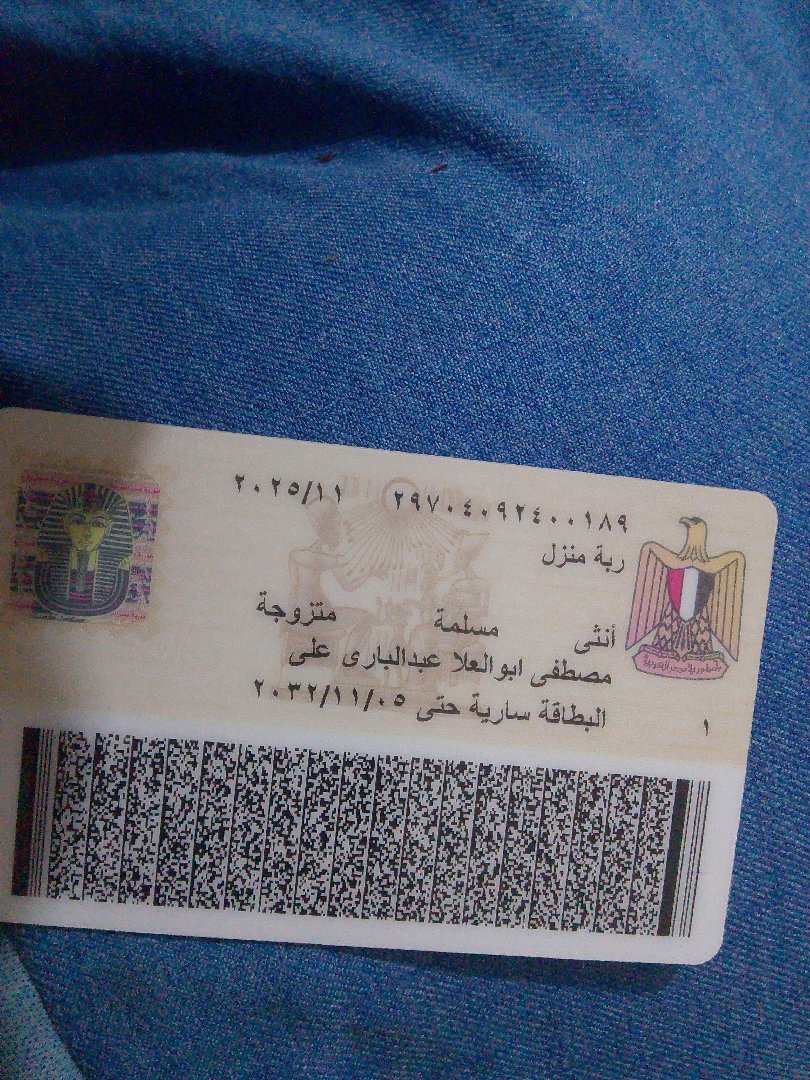 ٢٩٧٠٤٠٩٢٤٠٠١٨٩ ٢٠٢٥/١١
ربة منزل
أنثى مسلمة متزوجة
مصطفى ابوالعلا عبدالبارى على
البطاقة سارية حتى ٢٠٣٢/١١/٠٥
١